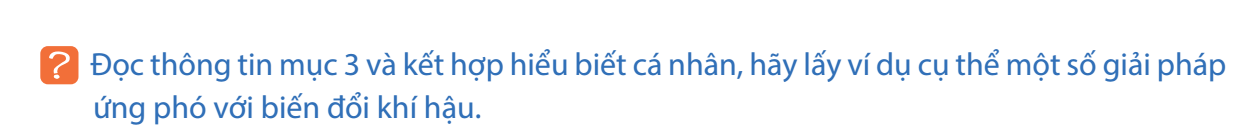 ? Đọc thông tin mục 3 và kết hợp hiểu biết cá nhân, hãy lấy ví dụ cụ thể một số giải pháp
ứng phó với biến đổi khí hậu.